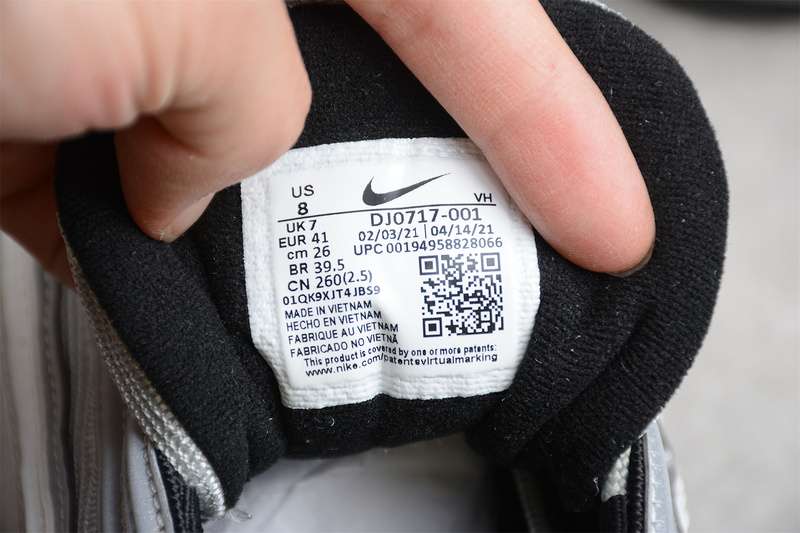 US
8 VH
UK 7 DJ0717-001
EUR 41 02/03/21 | 04/14/21
cm 26 UPC 00194958828066
BR 39.5
CN 260(2.5)
01QK9XJT4JBS9
MADE IN VIETNAM
HECHO EN VIETNAM
FABRIQUE AU VIETNAM
FABRICADO NO VIETNÃ
This product is covered by one or more patents:
www.nike.com/patentevirtualmarking